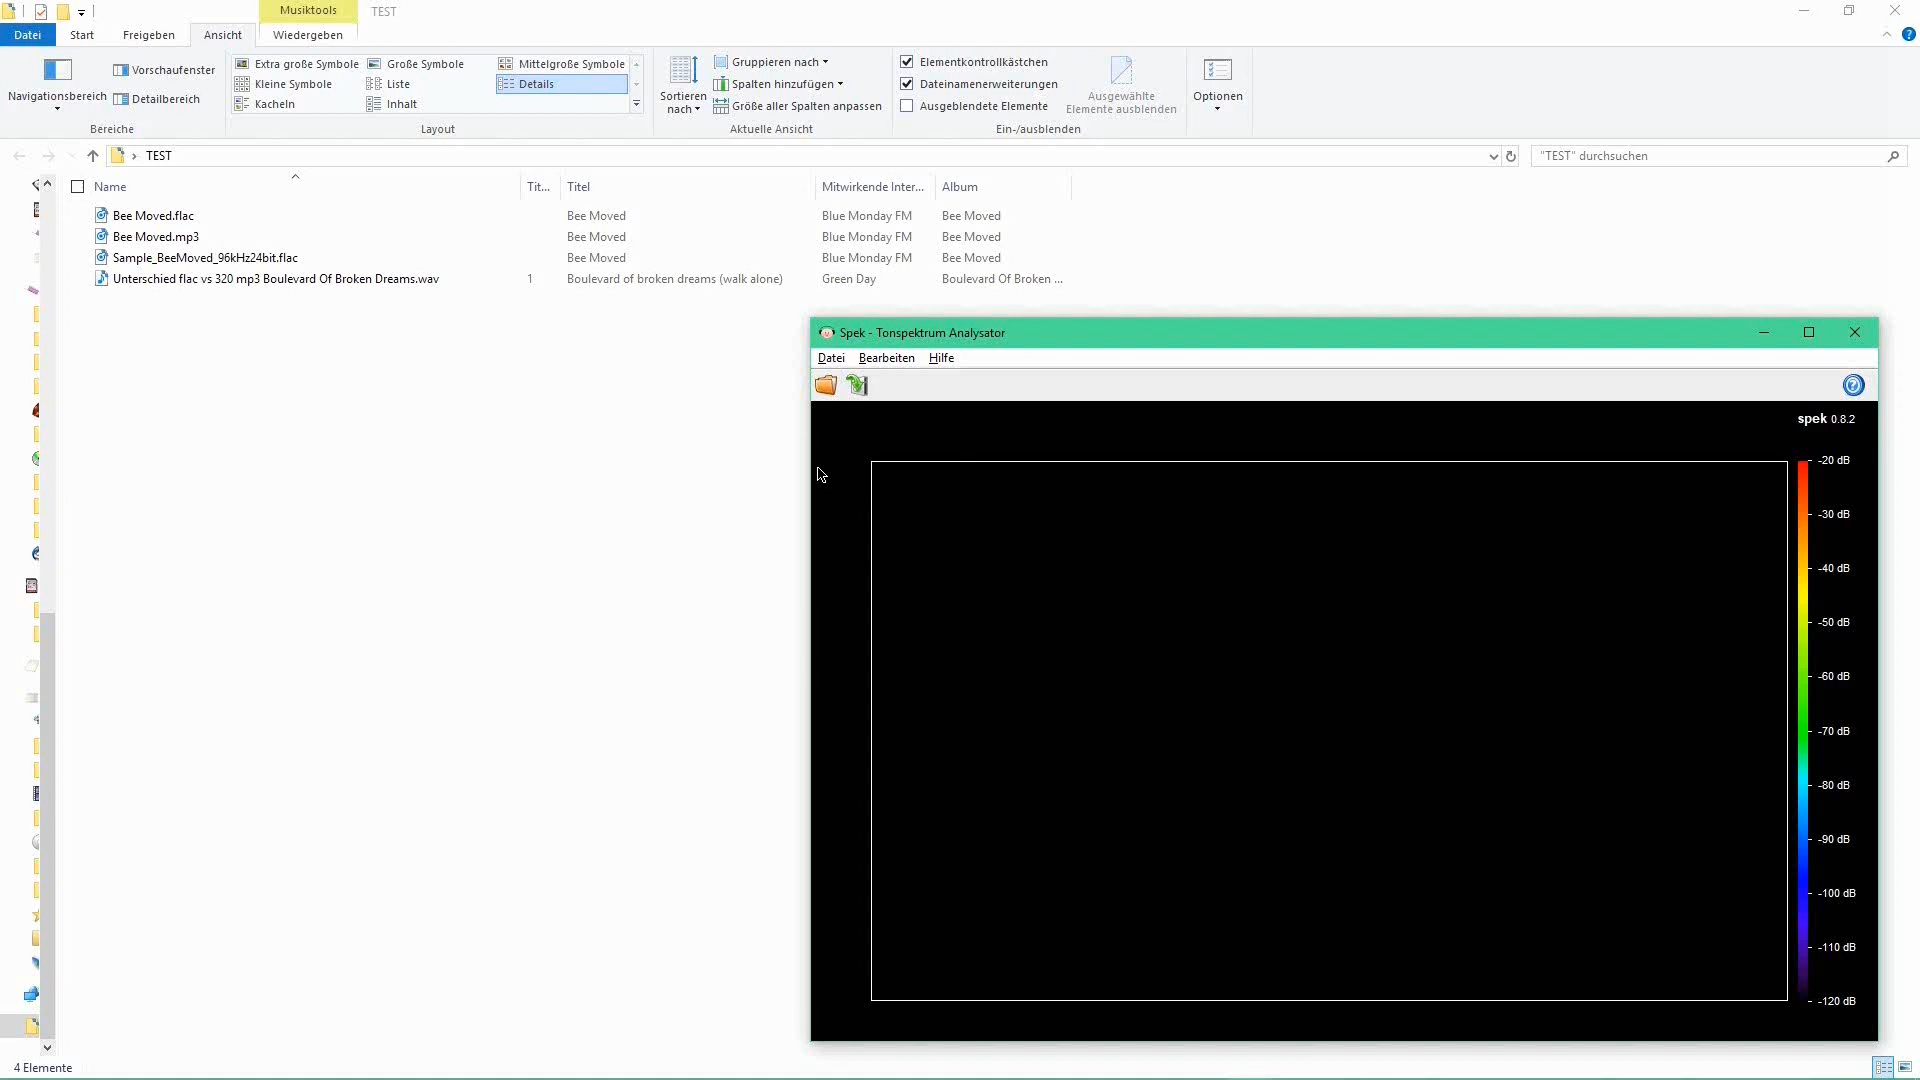 Musiktools TEST
Datei Start Freigeben Ansicht Wiedergeben
Navigationsbereich
Vorschaufenster
Detailbereich
Bereiche
Extra große Symbole Große Symbole Mittelgroße Symbole
Kleine Symbole Liste Details
Kacheln Inhalt
Layout
Sortieren
nach
Gruppieren nach
Spalten hinzufügen
Größe aller Spalten anpassen
Aktuelle Ansicht
Elementkontrollkästchen
Dateinamenerweiterungen
Ausgeblendete Elemente
Ausgewählte
Elemente ausblenden
Ein-/ausblenden
Optionen
TEST
"TEST" durchsuchen
Name Tit... Titel Mitwirkende Inter... Album
Bee Moved.flac Bee Moved Blue Monday FM Bee Moved
Bee Moved.mp3 Bee Moved Blue Monday FM Bee Moved
Sample_BeeMoved_96kHz24bit.flac Bee Moved Blue Monday FM Bee Moved
Unterschied flac vs 320 mp3 Boulevard Of Broken Dreams.wav 1 Boulevard of broken dreams (walk alone) Green Day Boulevard Of Broken ...
Spek - Tonspektrum Analysator
Datei Bearbeiten Hilfe
spek 0.8.2
-20 dB
-30 dB
-40 dB
-50 dB
-60 dB
-70 dB
-80 dB
-90 dB
-100 dB
-110 dB
-120 dB
4 Elemente